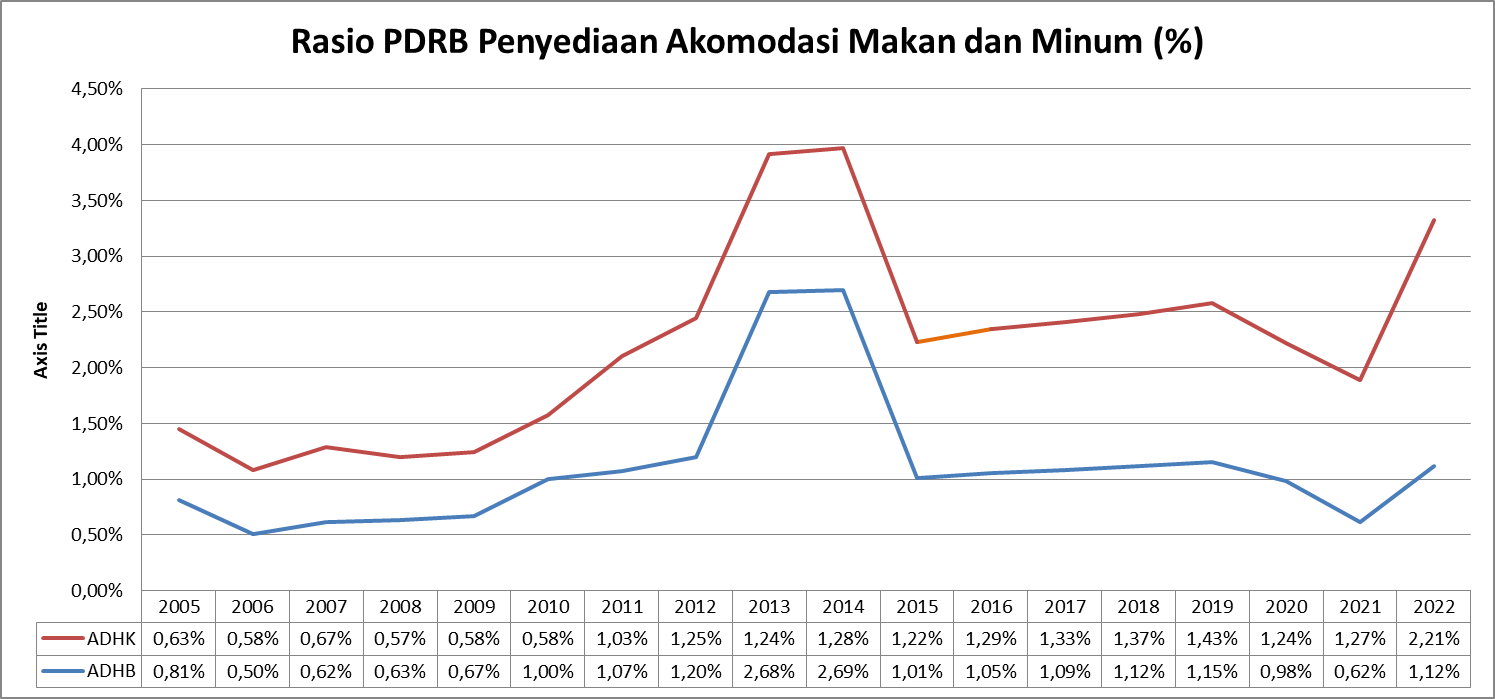 Rasio PDRB Penyediaan Akomodasi Makan dan Minum (%)
4,50%
4,00%
3,50%
3,00%
2,50%
2,00%
1,50%
1,00%
0,50%
0,00%
Axis Title
2005 2006 2007 2008 2009 2010 2011 2012 2013 2014 2015 2016 2017 2018 2019 2020 2021 2022
ADHK 0,63% 0,58% 0,67% 0,57% 0,58% 0,58% 1,03% 1,25% 1,24% 1,28% 1,22% 1,29% 1,33% 1,37% 1,43% 1,24% 1,27% 2,21%
ADHB 0,81% 0,50% 0,62% 0,63% 0,67% 1,00% 1,07% 1,20% 2,68% 2,69% 1,01% 1,05% 1,09% 1,12% 1,15% 0,98% 0,62% 1,12%